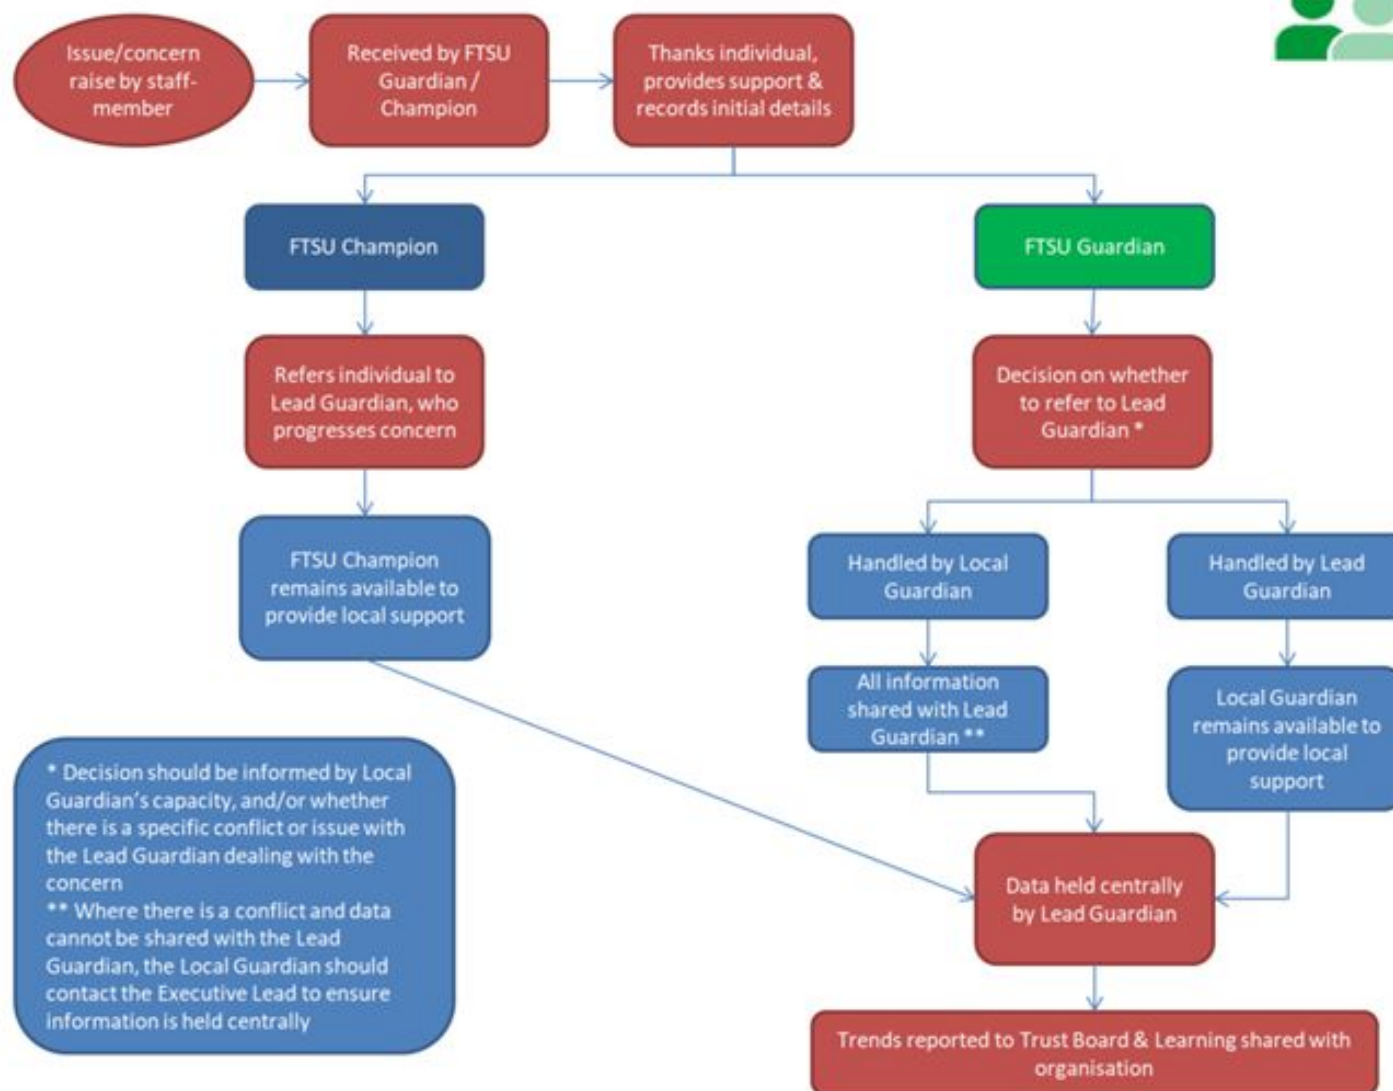 Issue/concern
raise by staff-
member
Received by FTSU
Guardian /
Champion
Thanks individual,
provides support &
records initial details
FTSU Champion
FTSU Guardian
Refers individual to
Lead Guardian, who
progresses concern
Decision on whether
to refer to Lead
Guardian *
FTSU Champion
remains available to
provide local support
Handled by Local
Guardian
Handled by Lead
Guardian
All information
shared with Lead
Guardian **
Local Guardian
remains available to
provide local
support
* Decision should be informed by Local
Guardian's capacity, and/or whether
there is a specific conflict or issue with
the Lead Guardian dealing with the
concern
** Where there is a conflict and data
cannot be shared with the Lead
Guardian, the Local Guardian should
contact the Executive Lead to ensure
information is held centrally
Data held centrally
by Lead Guardian
Trends reported to Trust Board & Learning shared with
organisation